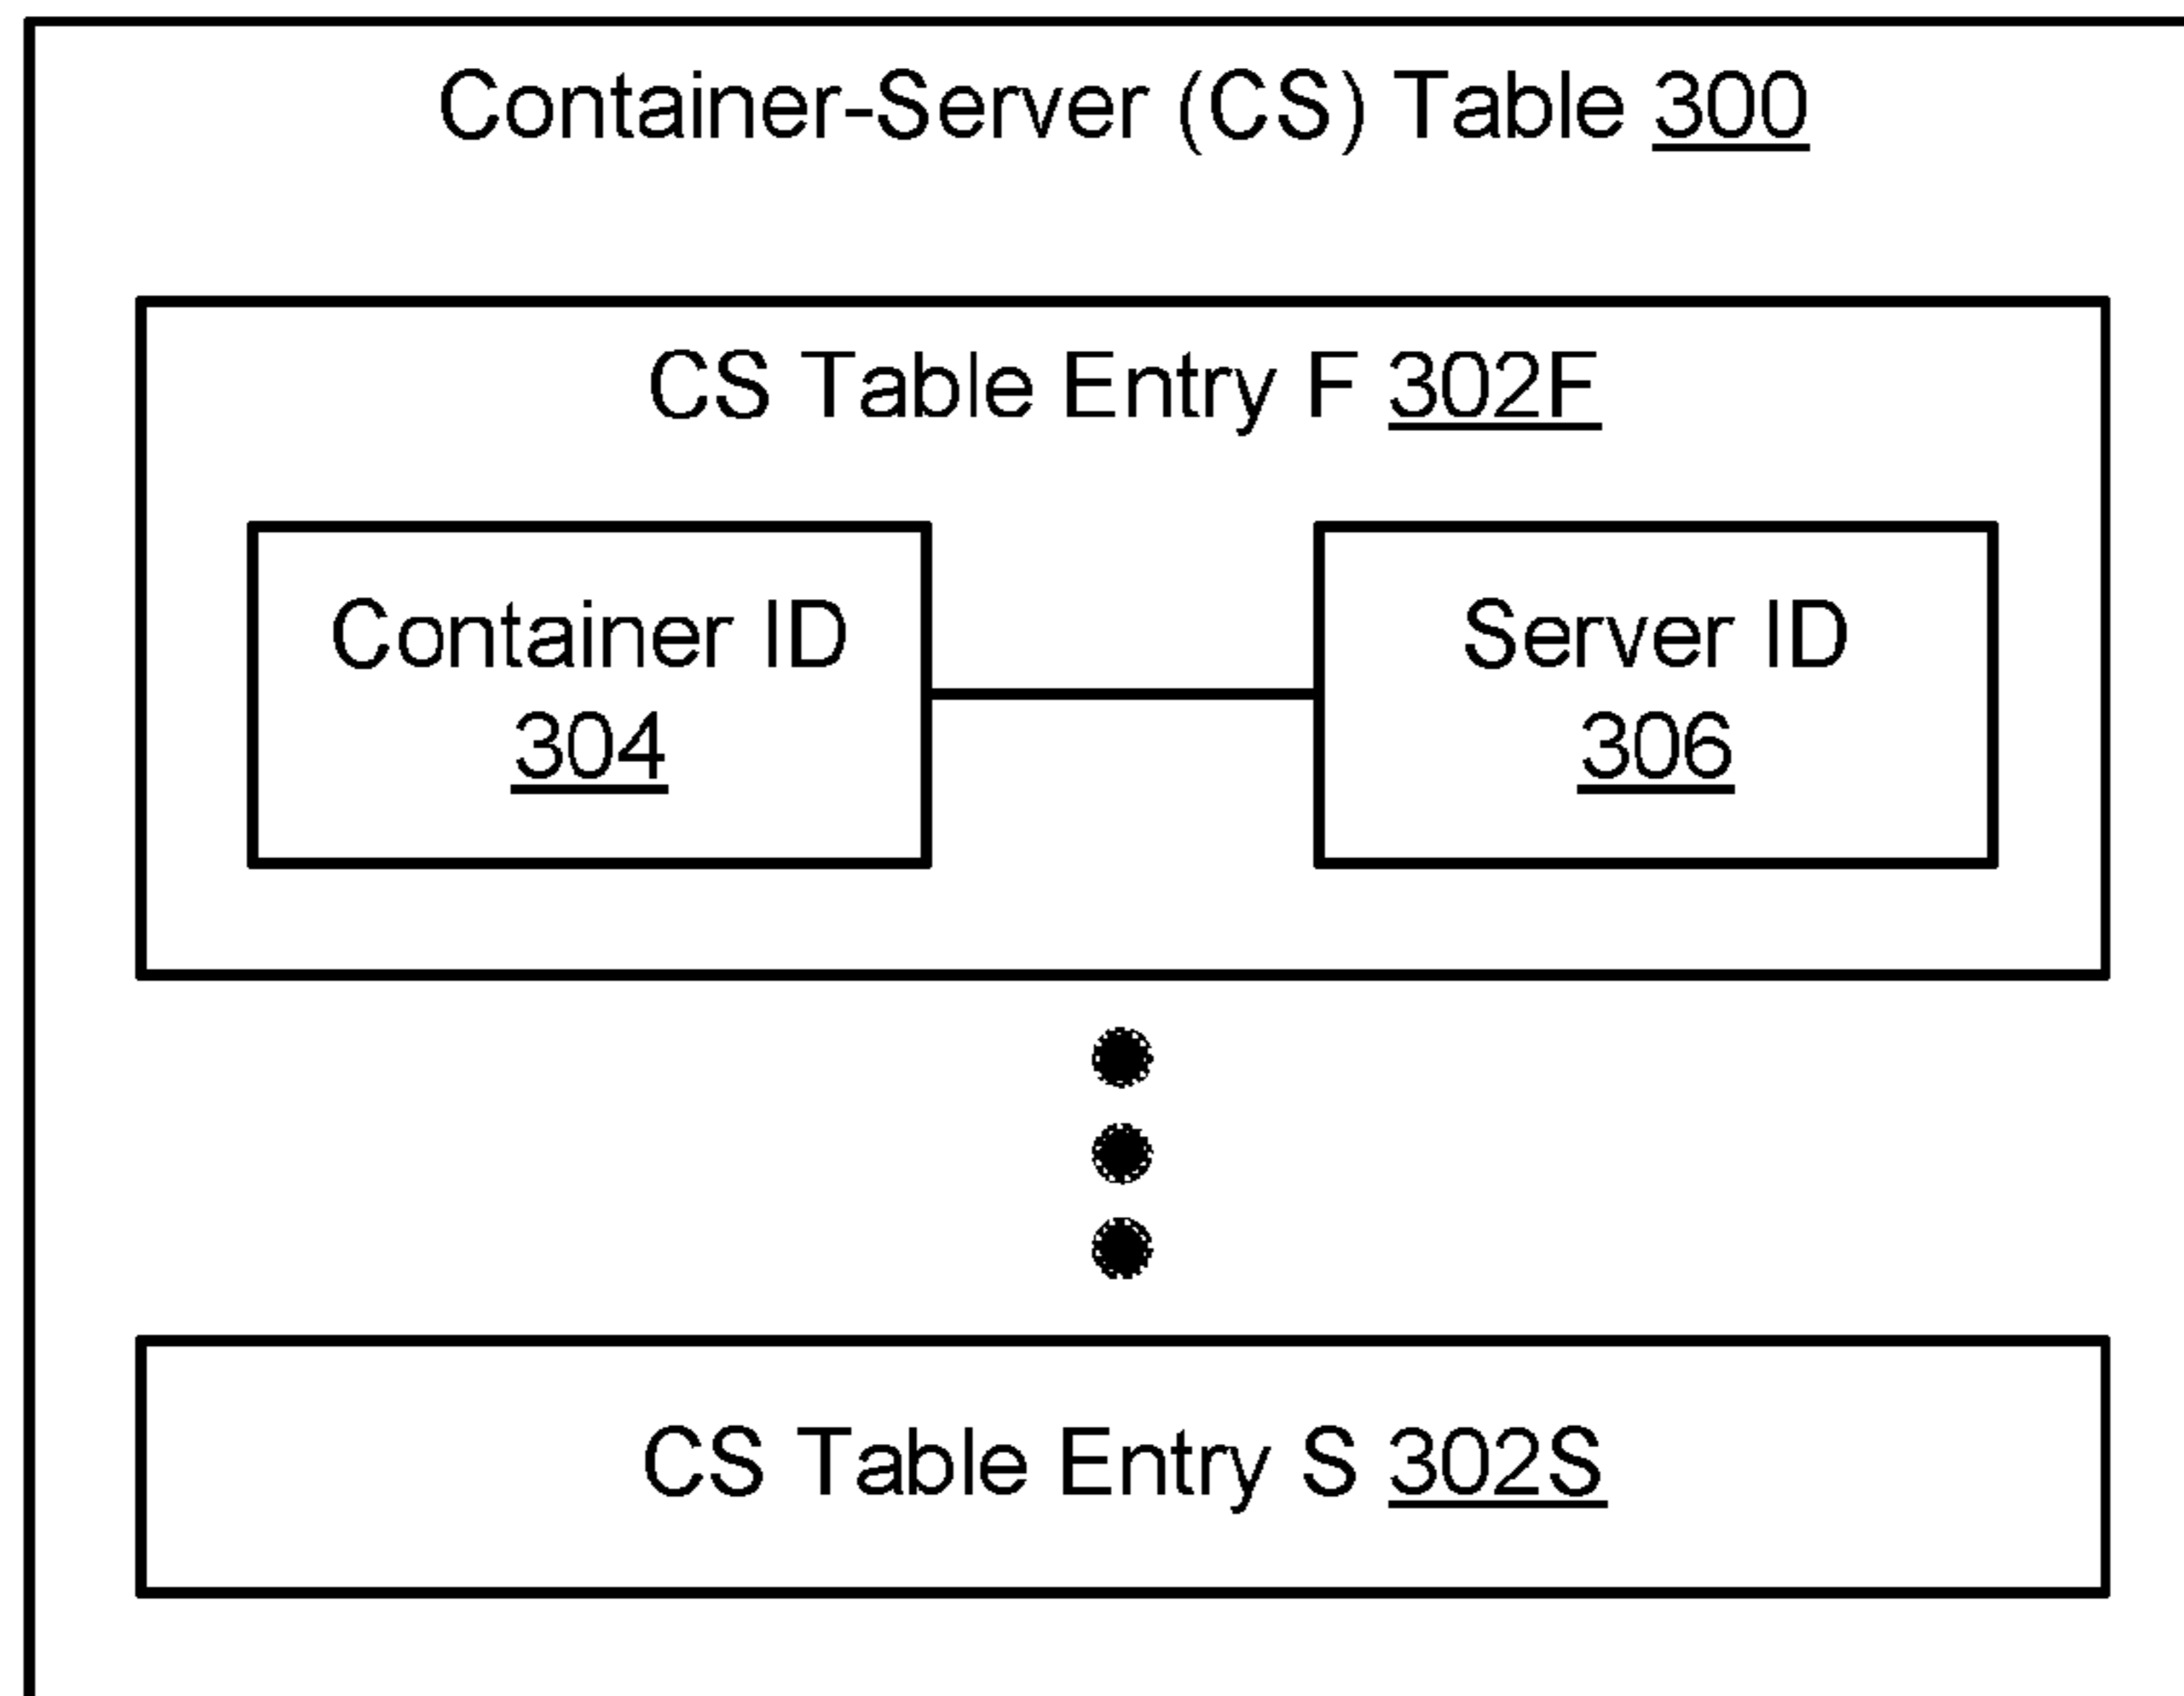 Container-Server (CS) Table 300
CS Table Entry F 302F
Container ID
304
Server ID
306
CS Table Entry S 302S